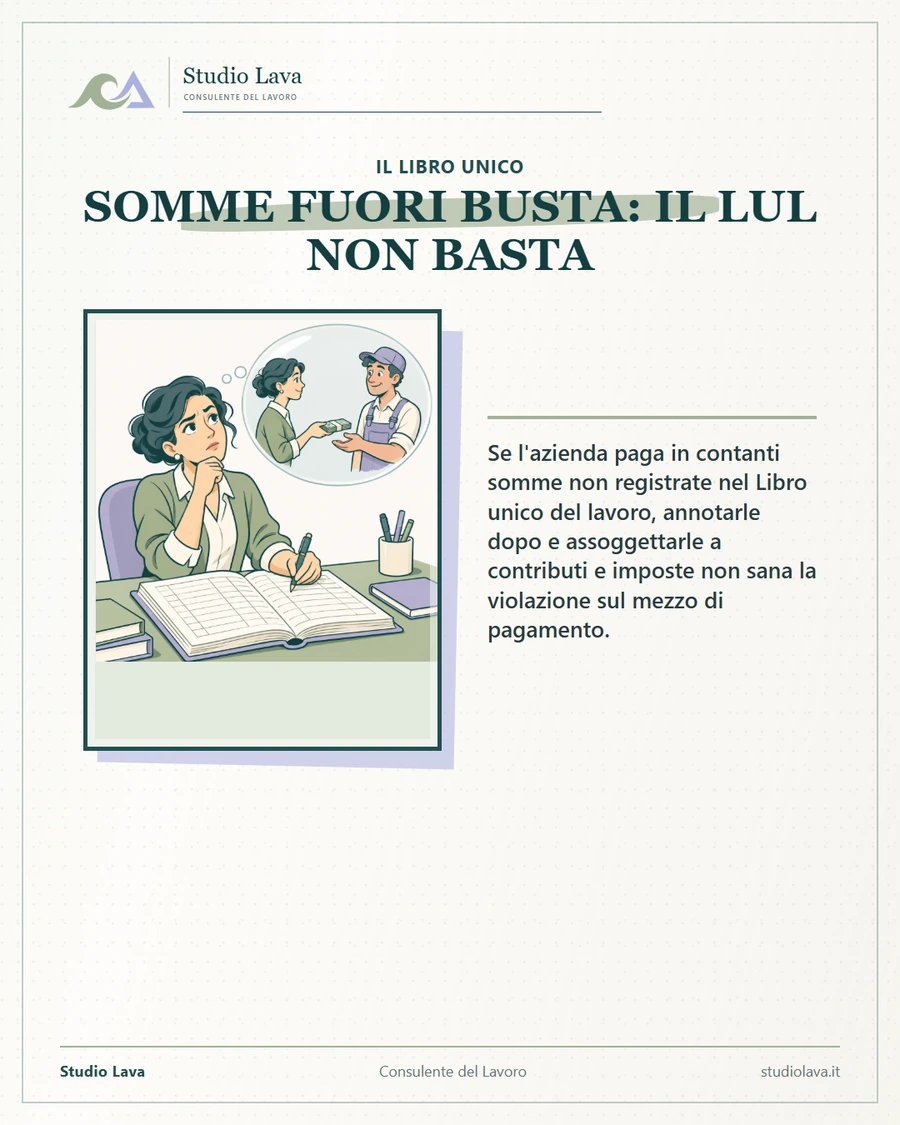 Studio Lava
CONSULENTE DEL LAVORO
IL LIBRO UNICO
SOMME FUORI BUSTA: IL LUL
NON BASTA
Se l'azienda paga in contanti
somme non registrate nel Libro
unico del lavoro, annotarle
dopo e assoggettarle a
contributi e imposte non sana la
violazione sul mezzo di
pagamento.
Studio Lava
Consulente del Lavoro
studiolava.it